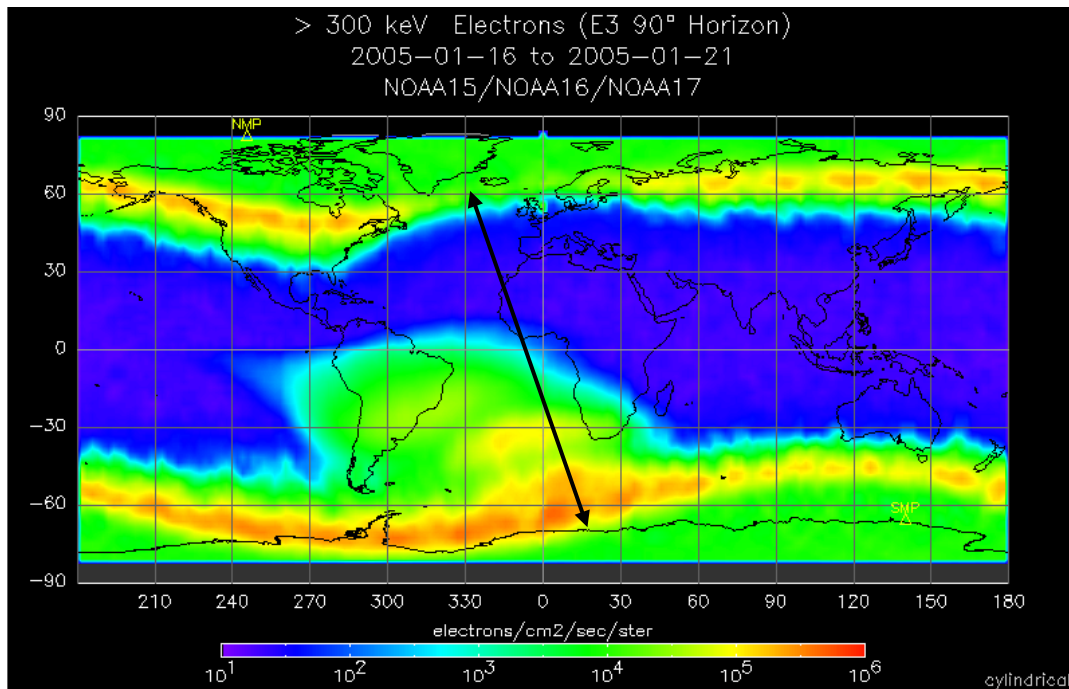 > 300 keV Electrons (E3 90° Horizon)
2005-01-16 to 2005-01-21
NOAA15/NOAA16/NOAA17
90
NMP
60
30
0
-30
-60
SMP
-90
210 240 270 300 330 0 30 60 90 120 150 180
electrons/cm2/sec/ster
10^1 10^2 10^3 10^4 10^5 10^6
cylindrical